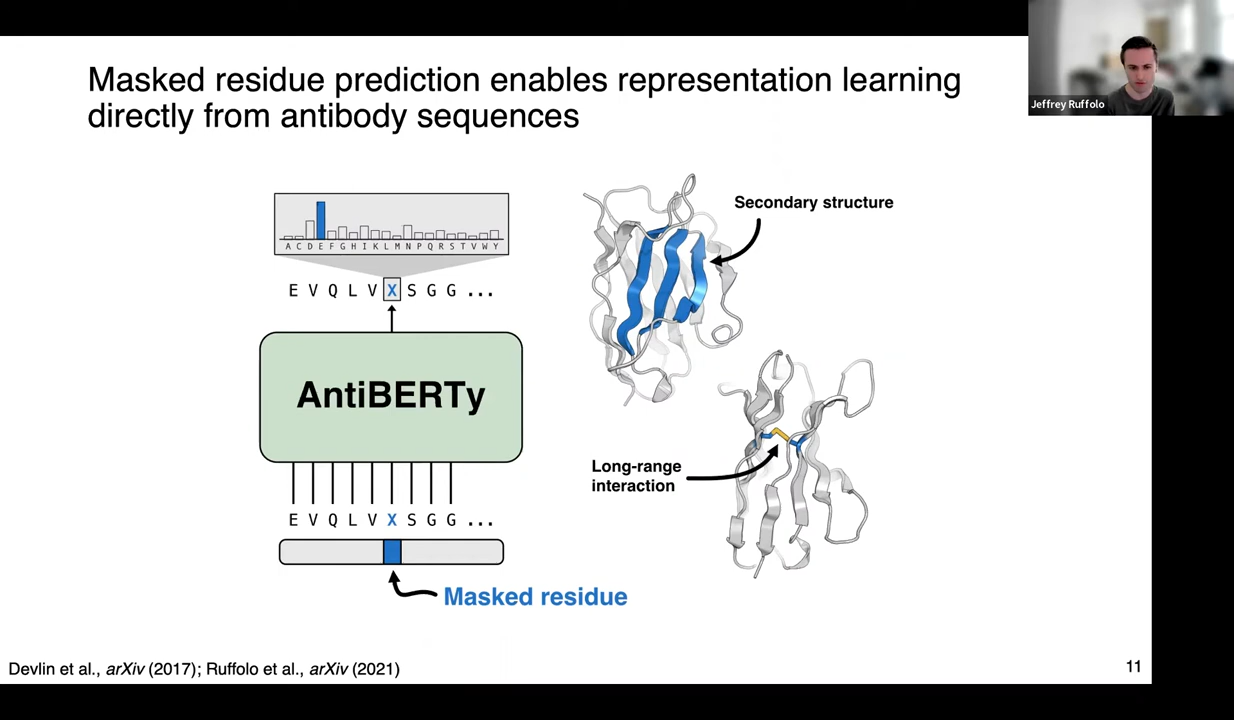 Masked residue prediction enables representation learning
directly from antibody sequences
Jeffrey Ruffolo
A C D E F G H I K L M N P Q R S T V W Y
E V Q L V X S G G ...
AntiBERTy
E V Q L V X S G G ...
Masked residue
Secondary structure
Long-range
interaction
Devlin et al., arXiv (2017); Ruffolo et al., arXiv (2021)
11